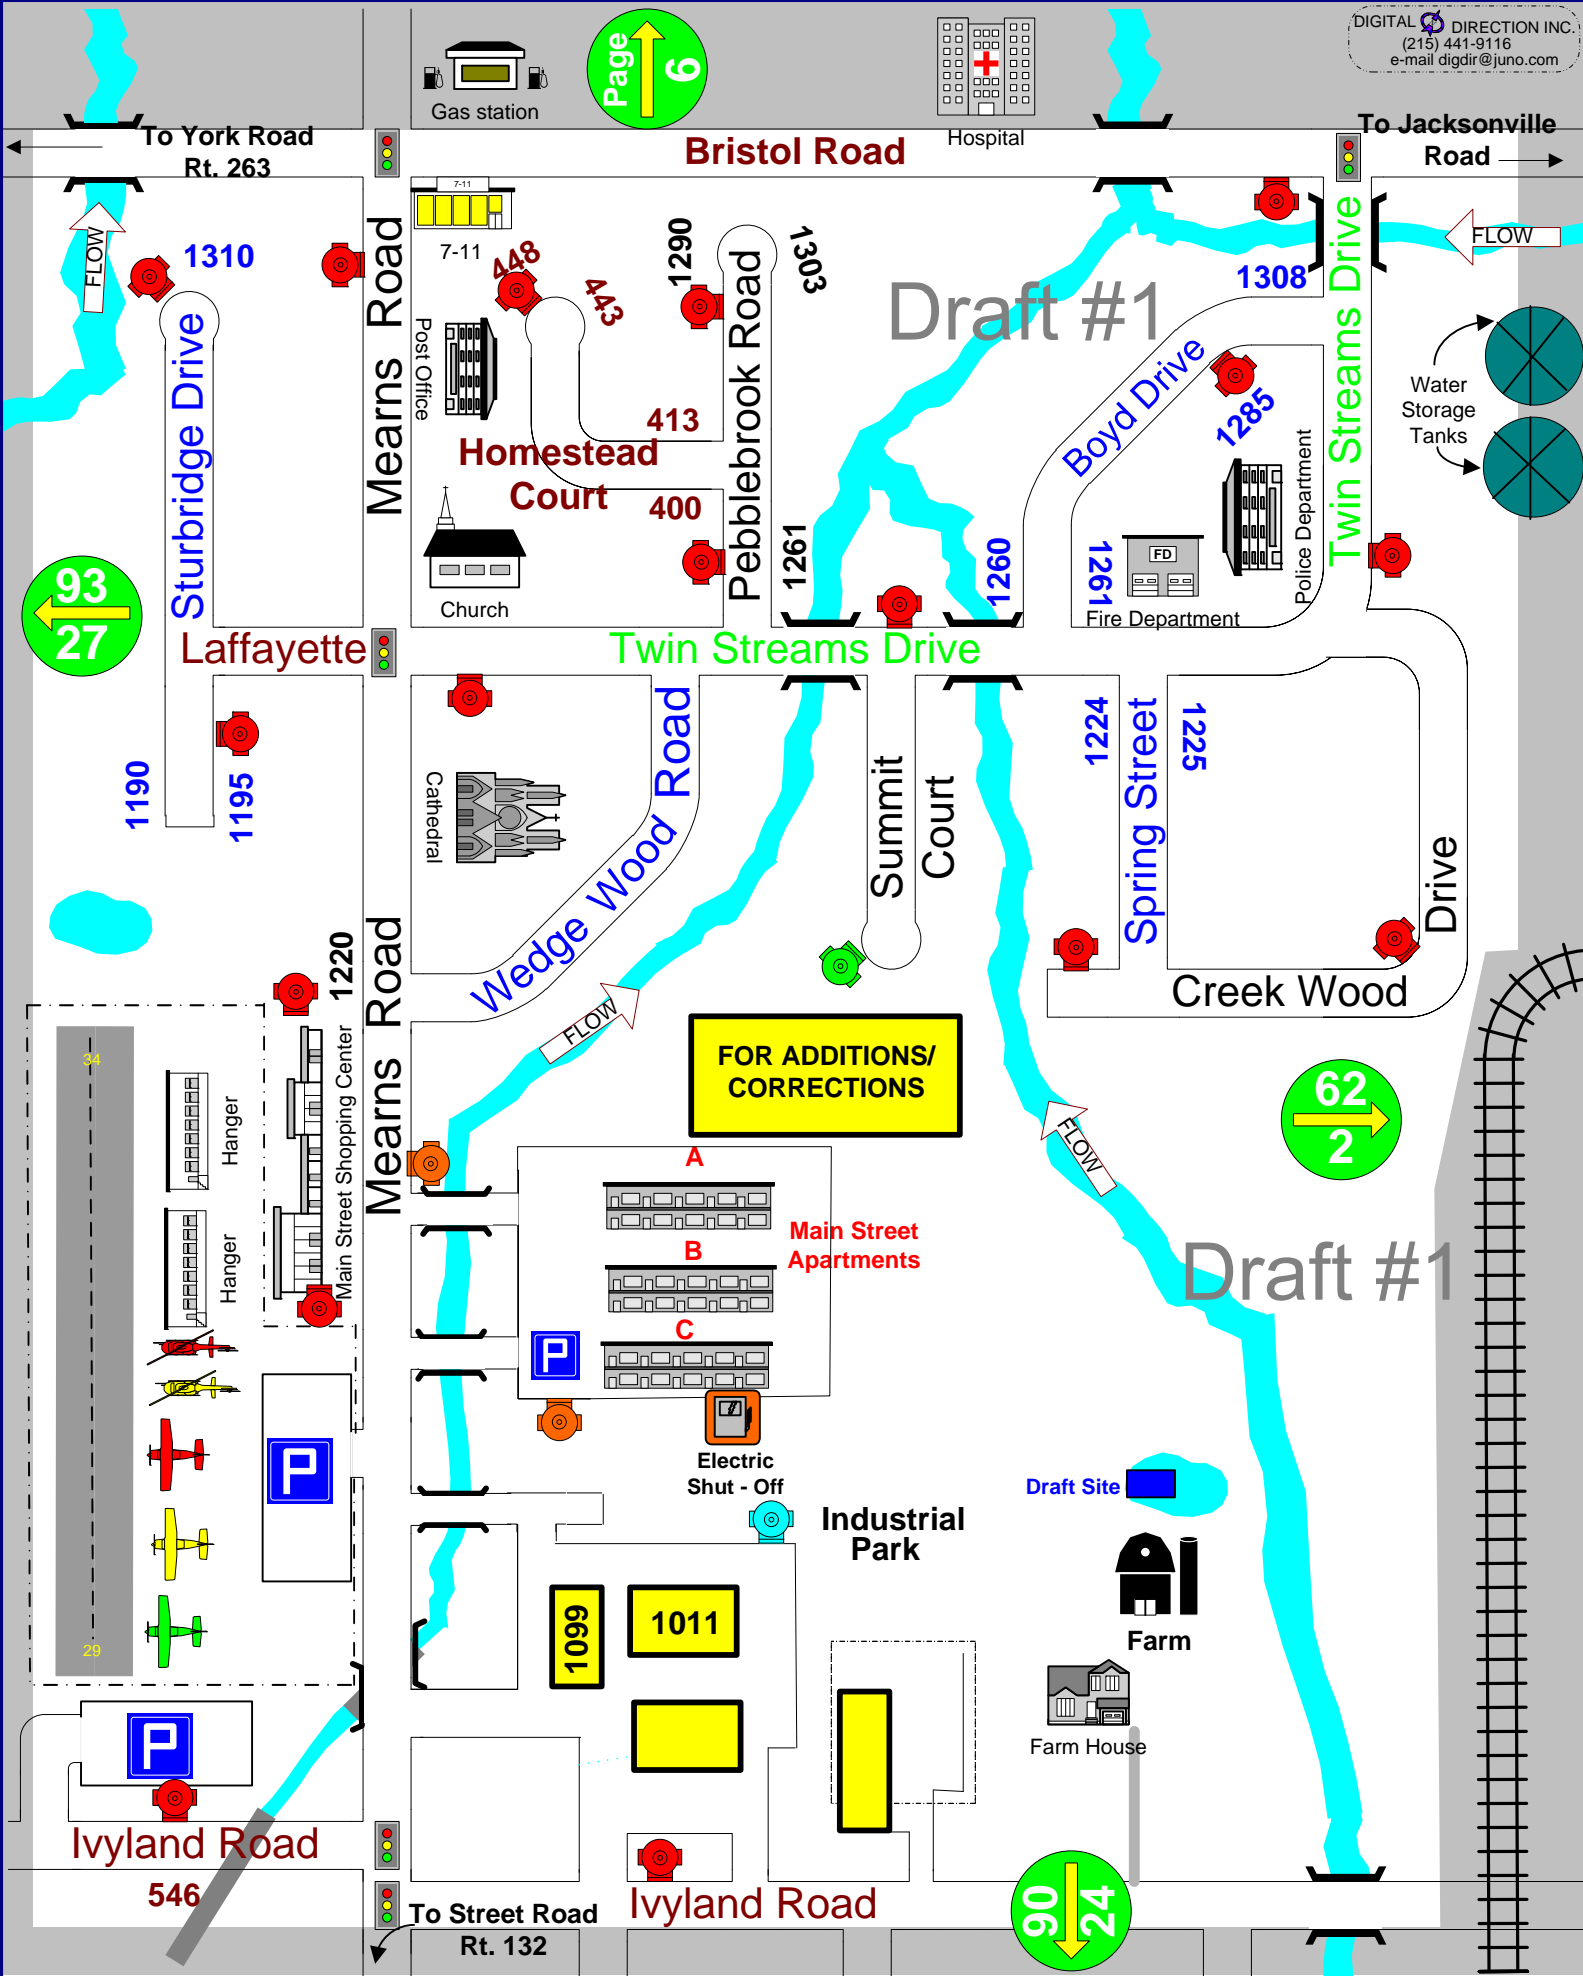 DIGITAL DIRECTION INC.
(215) 441-9116
e-mail digdir@juno.com
Page
6
Gas station
Hospital
To York Road
Rt. 263
Bristol Road
To Jacksonville
Road
7-11
7-11
FLOW
1310
Mearns Road
448
443
1290
1303
FLOW
1308
Twin Streams Drive
Draft #1
Post Office
Sturbridge Drive
Pebblebrook Road
Boyd Drive
1285
Water
Storage
Tanks
413
Homestead
Court
400
Police Department
1261
1260
1261
FD
Fire Department
Church
93
27
Laffayette
Twin Streams Drive
1190
1195
Cathedral
Wedge Wood Road
Summit
Court
1224
Spring Street
1225
Drive
Creek Wood
1220
Mearns Road
FLOW
FOR ADDITIONS/
CORRECTIONS
34
Hanger
Main Street Shopping Center
Hanger
62
2
FLOW
A
Main Street
Apartments
B
C
Draft #1
P
P
Electric
Shut - Off
Draft Site
Industrial
Park
1099
1011
Farm
29
Farm House
P
Ivyland Road
546
Ivyland Road
90
24
To Street Road
Rt. 132